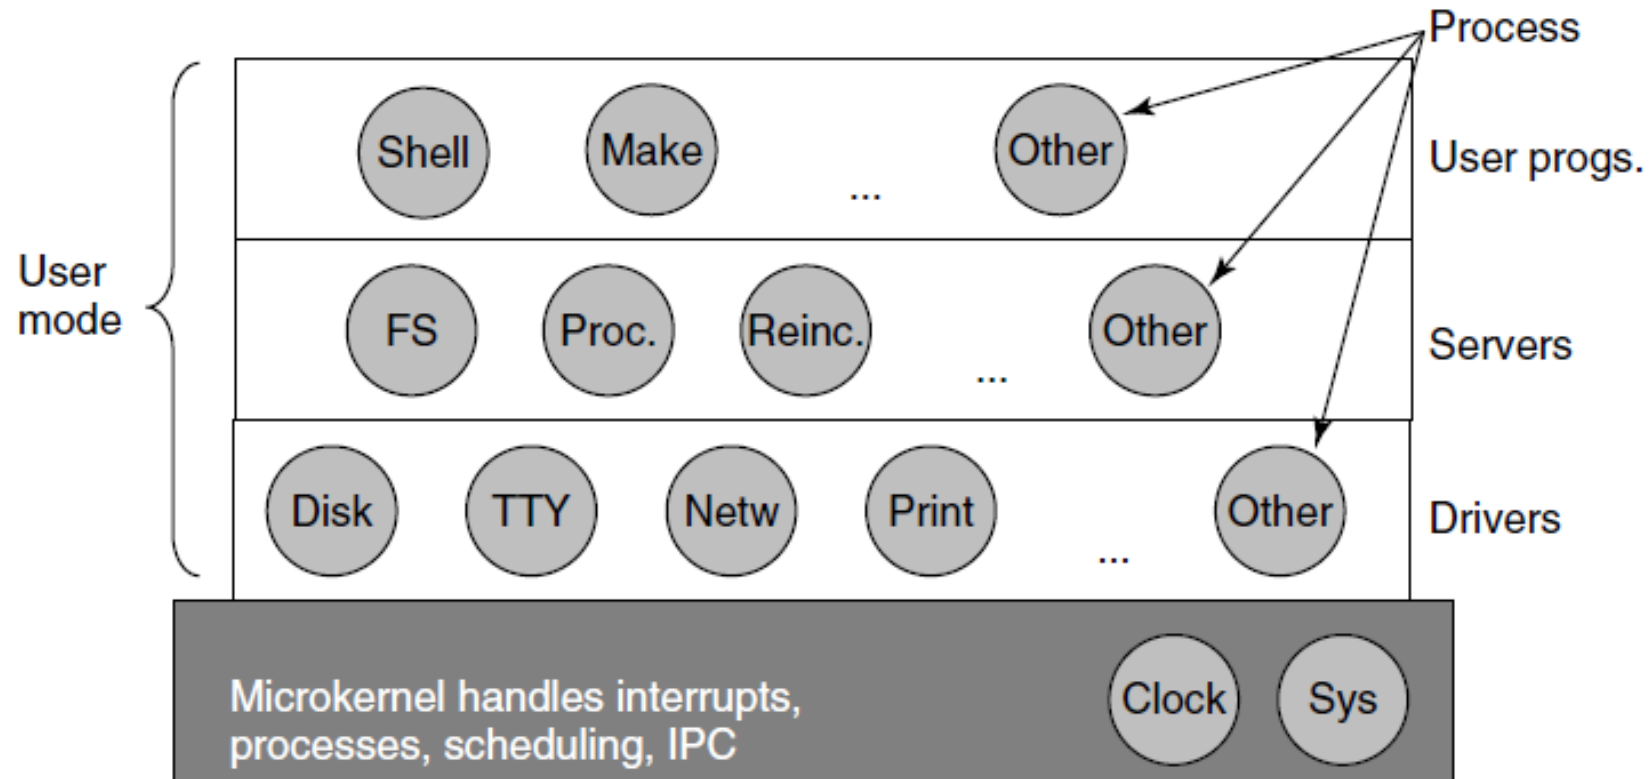 Process
Shell
Make
...
Other
User progs.
User
mode
FS
Proc.
Reinc.
...
Other
Servers
Disk
TTY
Netw
Print
...
Other
Drivers
Microkernel handles interrupts,
processes, scheduling, IPC
Clock
Sys